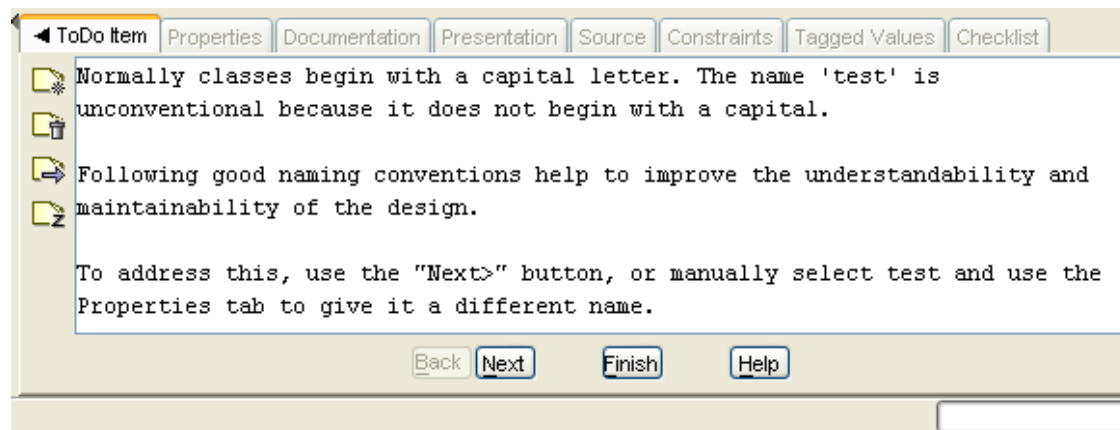 ToDo Item Properties Documentation Presentation Source Constraints Tagged Values Checklist
Normally classes begin with a capital letter. The name 'test' is
unconventional because it does not begin with a capital.
Following good naming conventions help to improve the understandability and
maintainability of the design.
To address this, use the "Next>" button, or manually select test and use the
Properties tab to give it a different name.
Back Next Finish Help